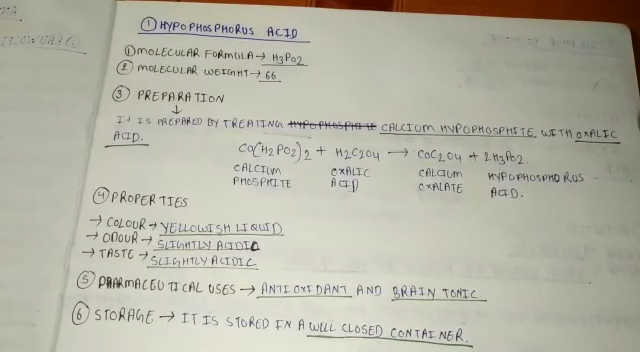 ① HYPOPHOSPHORUS ACID
① MOLECULAR FORMULA → H3PO2
② MOLECULAR WEIGHT → 66
③ PREPARATION
↓
It IS PREPARED BY TREATING HYPOPHOSPHITE CALCIUM HYPOPHOSPHITE WITH OXALIC
ACID.
Ca(H2PO2)2 + H2C2O4 → CaC2O4 + 2H3PO2.
CALCIUM OXALIC CALCIUM HYPOPHOSPHORUS
PHOSPHITE ACID OXALATE ACID.
④ PROPERTIES
→ COLOUR → YELLOWISH LIQUID
→ ODOUR → SLIGHTLY ACIDIC
→ TASTE → SLIGHTLY ACIDIC
⑤ PHARMACEUTICAL USES → ANTIOXIDANT AND BRAIN TONIC.
⑥ STORAGE → IT IS STORED IN A WELL CLOSED CONTAINER.